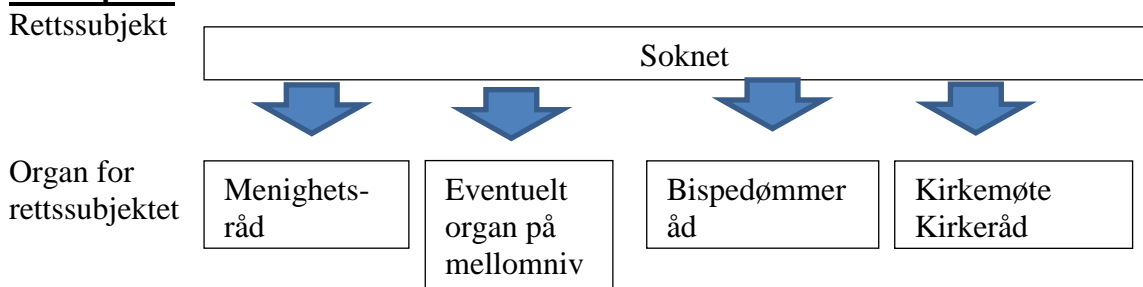 Rettssubjekt
Soknet
Organ for
rettssubjektet
Menighets-
råd
Eventuelt
organ på
mellomniv
Bispedømmer
åd
Kirkemøte
Kirkeråd